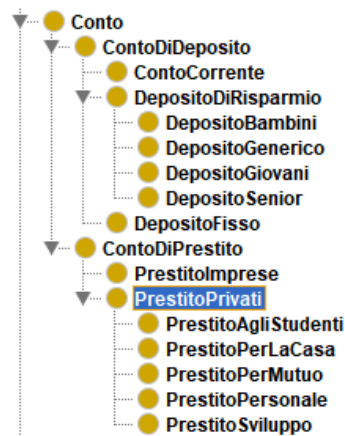 Conto
ContoDiDeposito
ContoCorrente
DepositoDiRisparmio
DepositoBambini
DepositoGenerico
DepositoGiovani
DepositoSenior
DepositoFisso
ContoDiPrestito
PrestitoImprese
PrestitoPrivati
PrestitoAgliStudenti
PrestitoPerLaCasa
PrestitoPerMutuo
PrestitoPersonale
PrestitoSviluppo